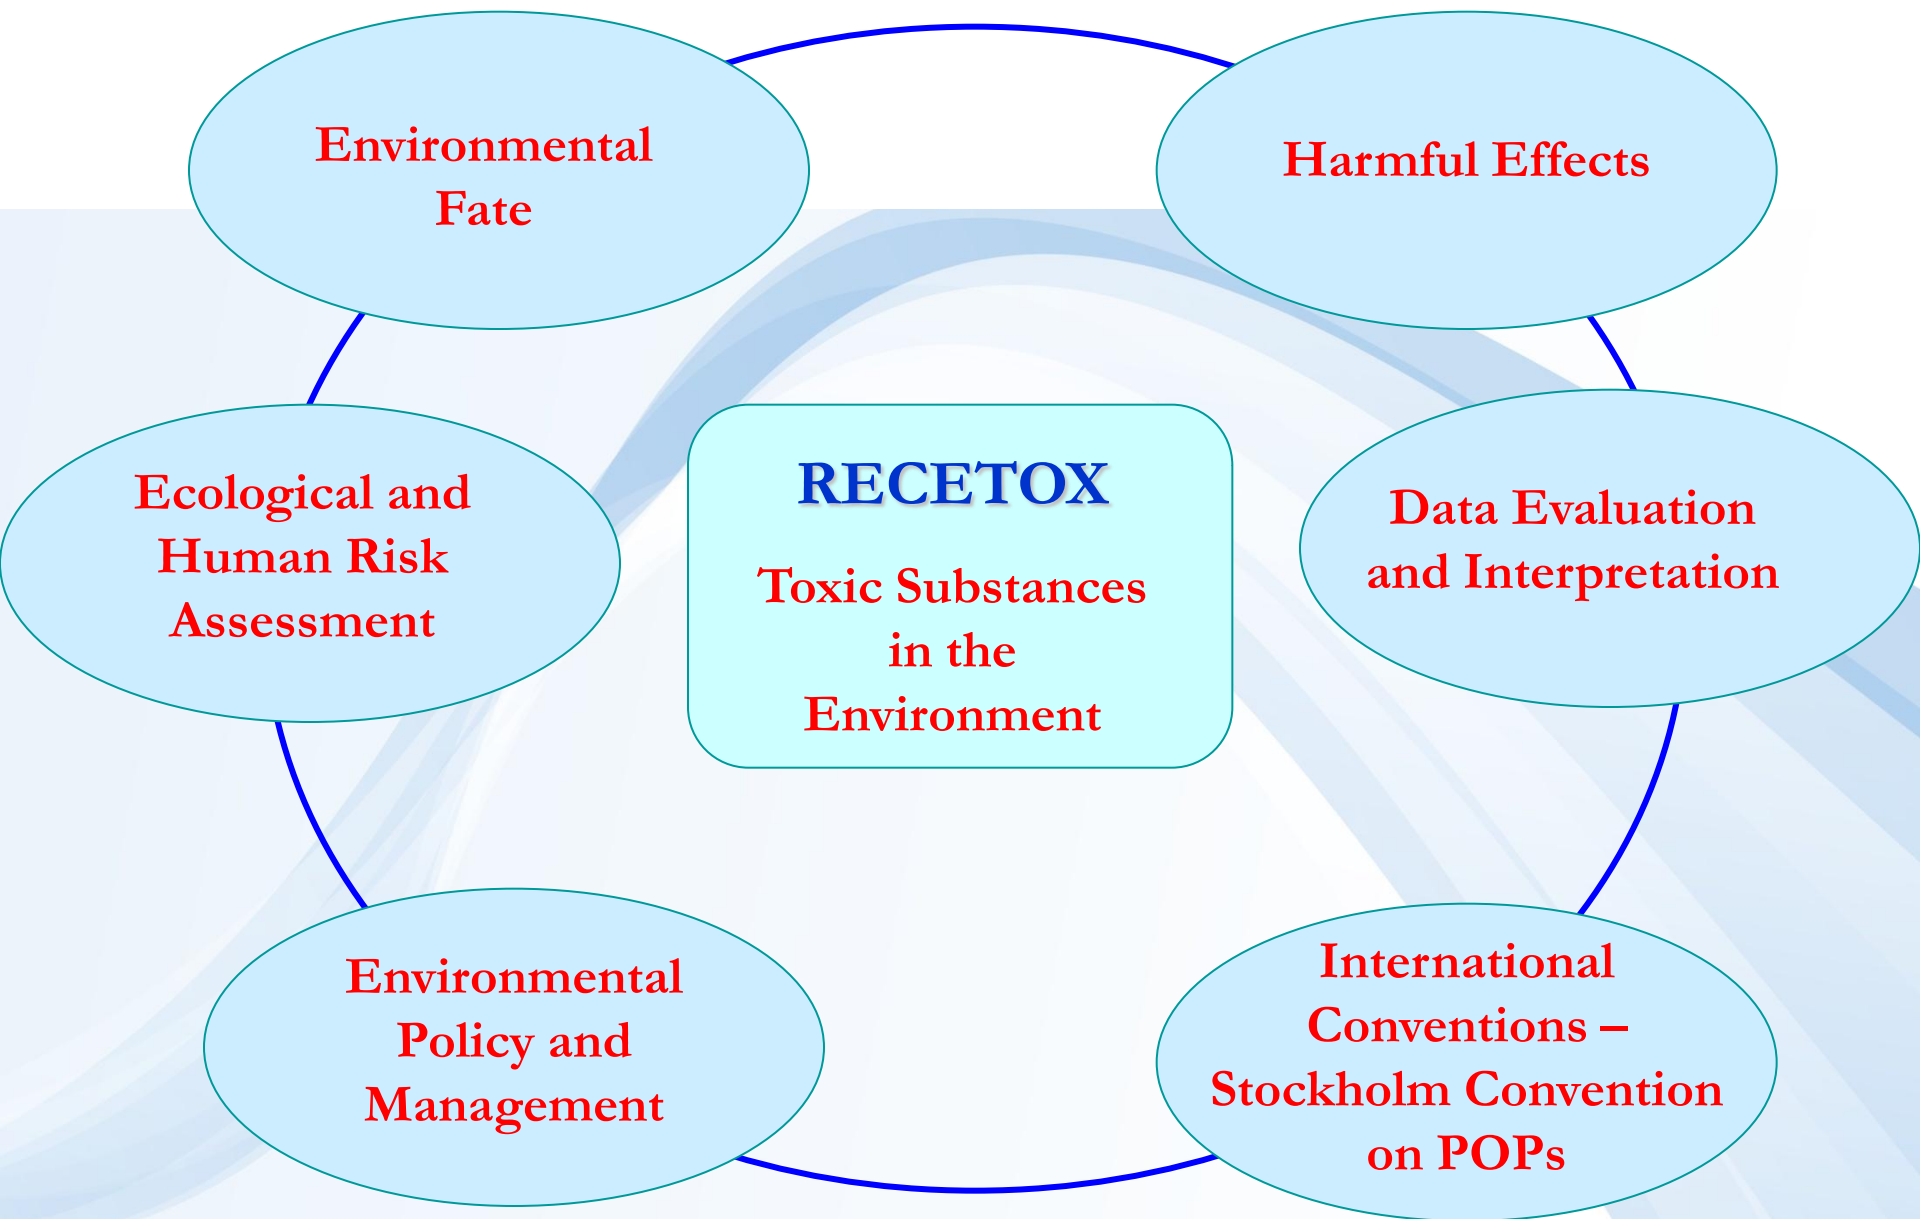 Environmental
Fate
Harmful Effects
Ecological and
Human Risk
Assessment
RECETOX
Toxic Substances
in the
Environment
Data Evaluation
and Interpretation
Environmental
Policy and
Management
International
Conventions –
Stockholm Convention
on POPs